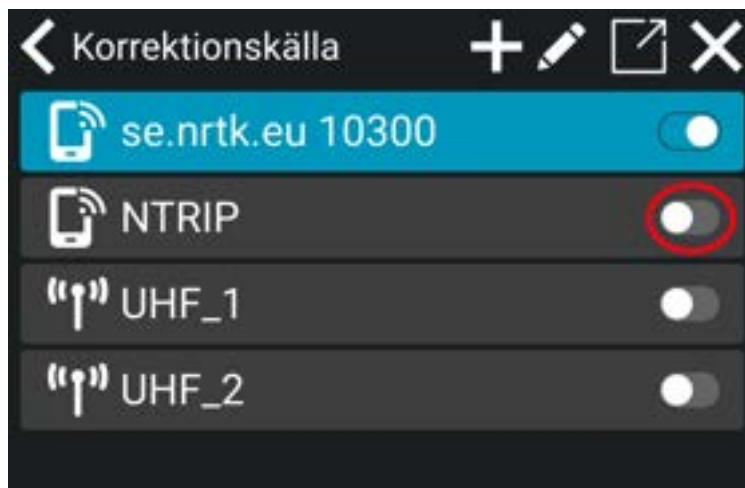 Korrektionskälla
se.nrtk.eu 10300
NTRIP
UHF_1
UHF_2